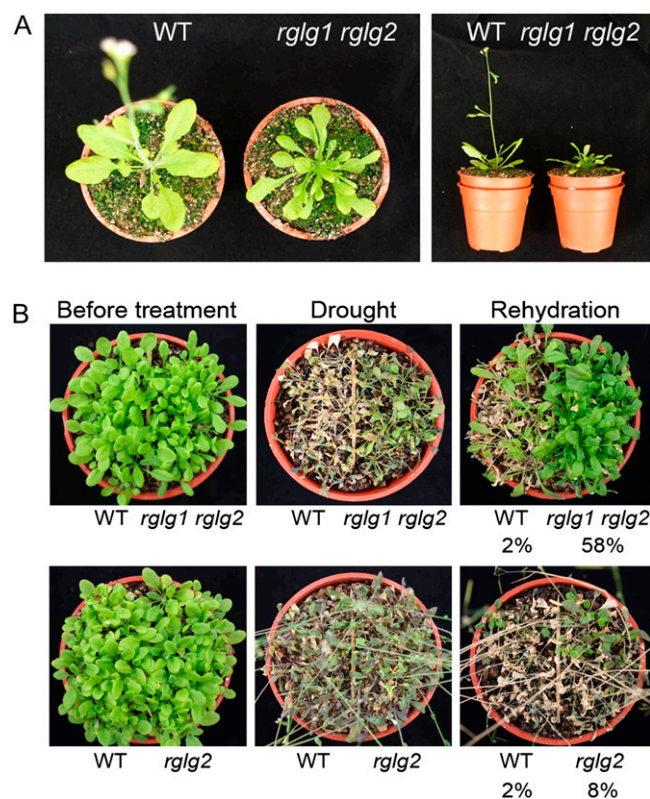 A
WT rglg1 rglg2
WT rglg1 rglg2
B
Before treatment Drought Rehydration
WT rglg1 rglg2 WT rglg1 rglg2 WT rglg1 rglg2
2% 58%
WT rglg2 WT rglg2 WT rglg2
2% 8%